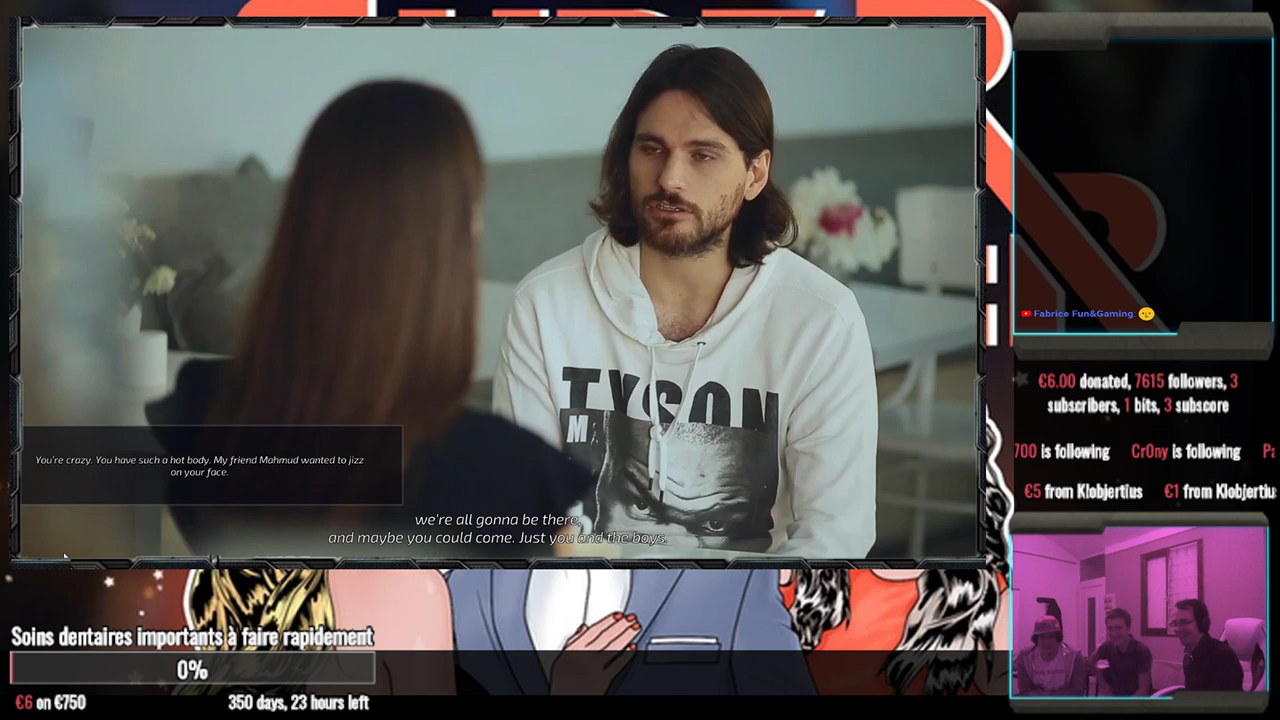 TYSON
You're crazy. You have such a hot body. My friend Mahmud wanted to jizz
on your face.
we're all gonna be there,
and maybe you could come. Just you and the boys.
Fabrice Fun&Gaming:
€6.00 donated, 7615 followers, 3
subscribers, 1 bits, 3 subscore
700 is following CrOny is following Pa
€5 from Klobjertius €1 from Klobjertiu
Soins dentaires importants à faire rapidement
0%
€6 on €750 350 days, 23 hours left